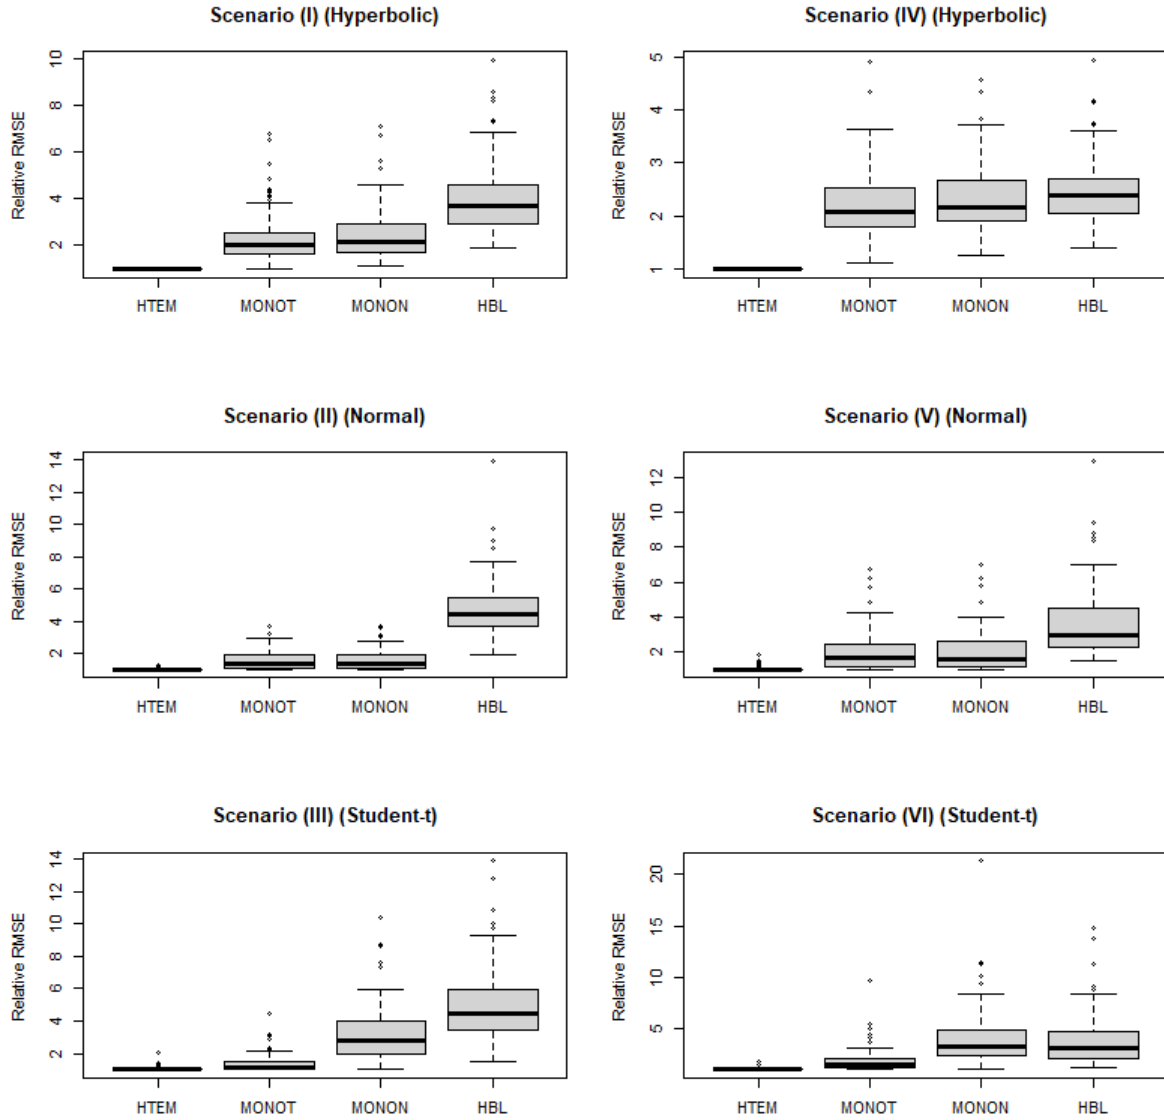 Scenario (I) (Hyperbolic)
Relative RMSE
10
8
6
4
2
HTEM MONOT MONON HBL
Scenario (IV) (Hyperbolic)
Relative RMSE
5
4
3
2
1
HTEM MONOT MONON HBL
Scenario (II) (Normal)
Relative RMSE
14
12
10
8
6
4
2
HTEM MONOT MONON HBL
Scenario (V) (Normal)
Relative RMSE
12
10
8
6
4
2
HTEM MONOT MONON HBL
Scenario (III) (Student-t)
Relative RMSE
14
12
10
8
6
4
2
HTEM MONOT MONON HBL
Scenario (VI) (Student-t)
Relative RMSE
20
15
10
5
HTEM MONOT MONON HBL